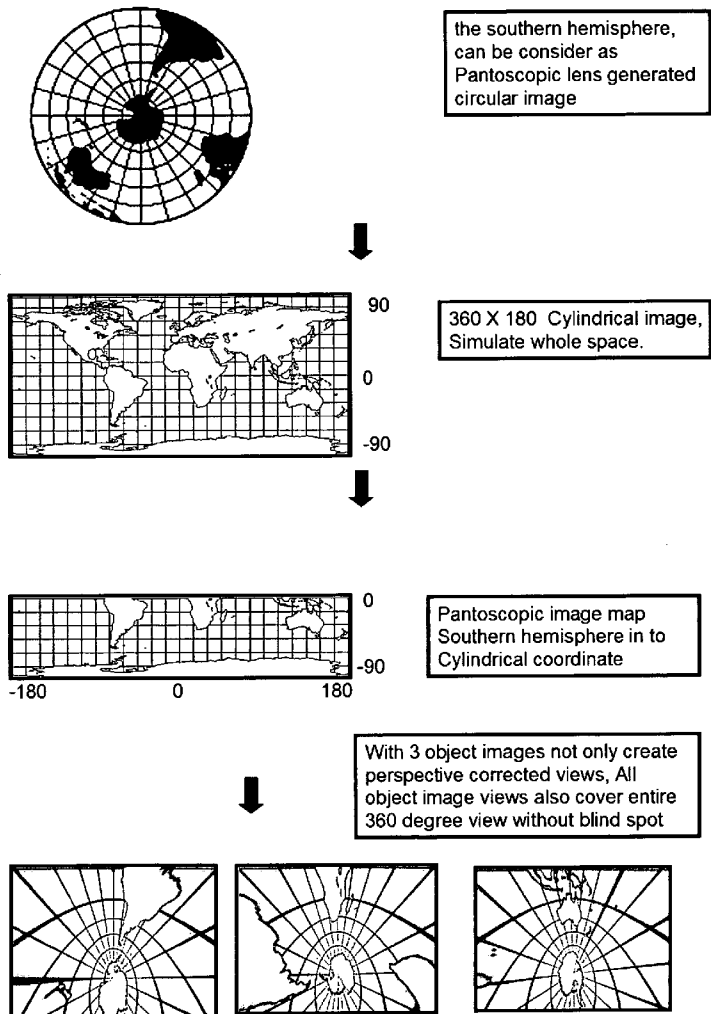 the southern hemisphere,
can be consider as
Pantoscopic lens generated
circular image
90
0
-90
360 X 180 Cylindrical image,
Simulate whole space.
0
-90
-180 0 180
Pantoscopic image map
Southern hemisphere in to
Cylindrical coordinate
With 3 object images not only create
perspective corrected views, All
object image views also cover entire
360 degree view without blind spot